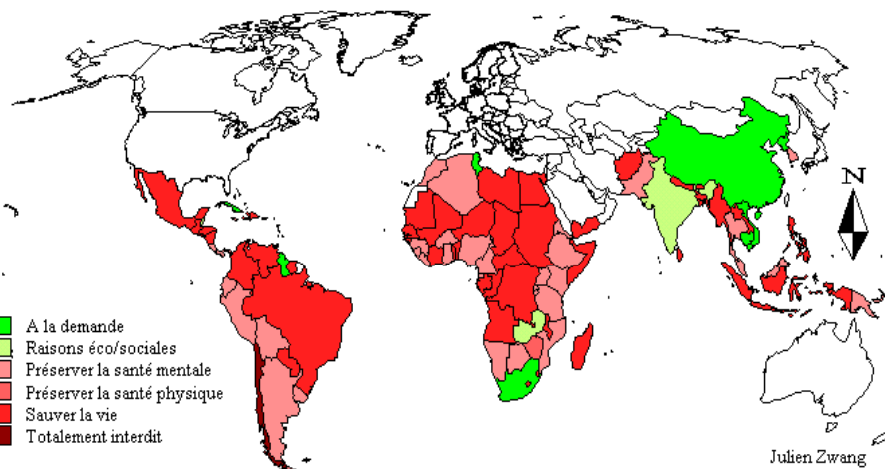 N
A la demande
Raisons éco/sociales
Préserver la santé mentale
Préserver la santé physique
Sauver la vie
Totalement interdit
Julien Zwang